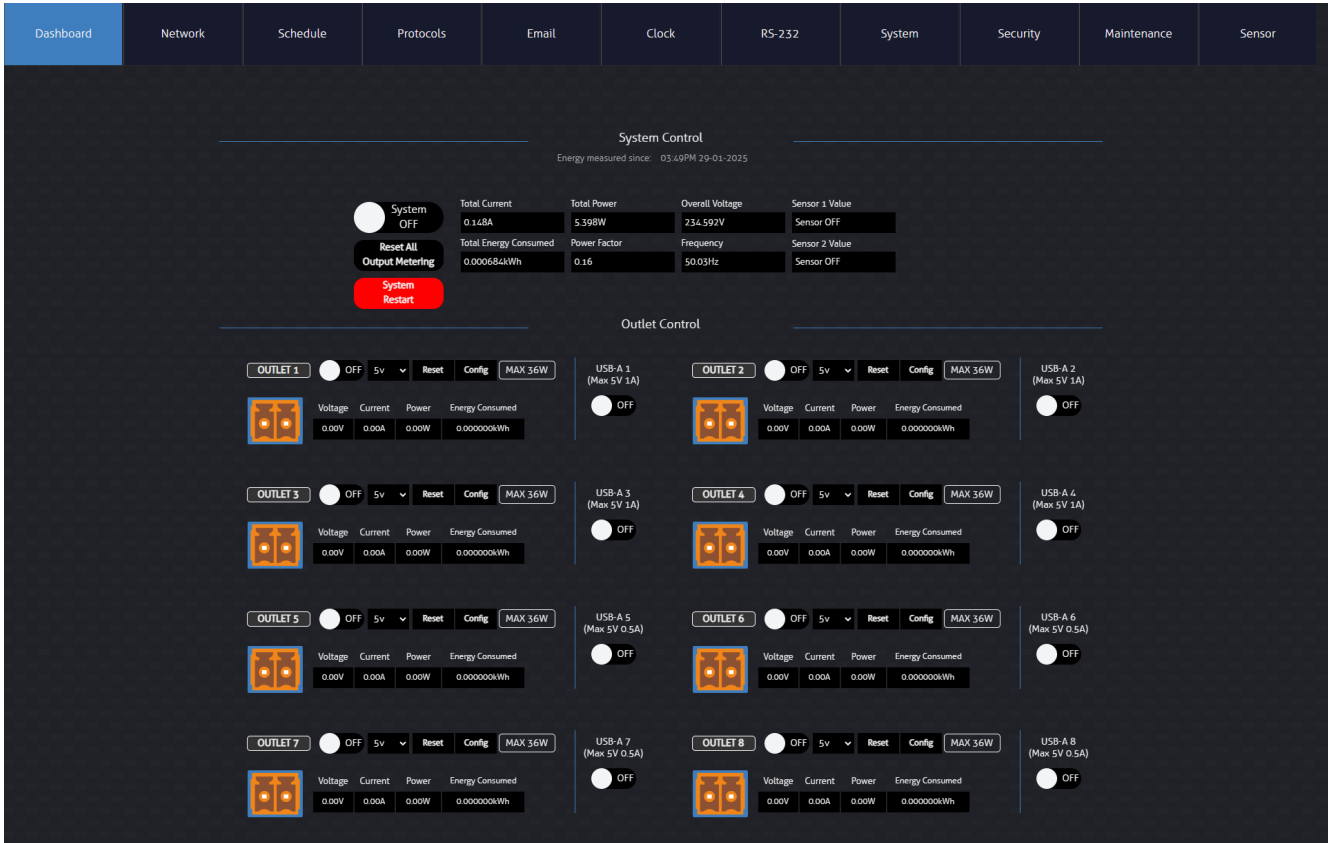 Dashboard Network Schedule Protocols Email Clock RS-232 System Security Maintenance Sensor
System Control
Energy measured since: 03:49PM 29-01-2025
System OFF
Total Current Total Power Overall Voltage Sensor 1 Value
0.148A 5.398W 234.592V Sensor OFF
Reset All
Output Metering
Total Energy Consumed Power Factor Frequency Sensor 2 Value
0.000684kWh 0.16 50.03Hz Sensor OFF
System
Restart
Outlet Control
OUTLET 1 OFF 5v Reset Config MAX 36W
Voltage Current Power Energy Consumed
0.00V 0.00A 0.00W 0.000000kWh
USB-A 1
(Max 5V 1A)
OFF
OUTLET 2 OFF 5v Reset Config MAX 36W
Voltage Current Power Energy Consumed
0.00V 0.00A 0.00W 0.000000kWh
USB-A 2
(Max 5V 1A)
OFF
OUTLET 3 OFF 5v Reset Config MAX 36W
Voltage Current Power Energy Consumed
0.00V 0.00A 0.00W 0.000000kWh
USB-A 3
(Max 5V 1A)
OFF
OUTLET 4 OFF 5v Reset Config MAX 36W
Voltage Current Power Energy Consumed
0.00V 0.00A 0.00W 0.000000kWh
USB-A 4
(Max 5V 1A)
OFF
OUTLET 5 OFF 5v Reset Config MAX 36W
Voltage Current Power Energy Consumed
0.00V 0.00A 0.00W 0.000000kWh
USB-A 5
(Max 5V 0.5A)
OFF
OUTLET 6 OFF 5v Reset Config MAX 36W
Voltage Current Power Energy Consumed
0.00V 0.00A 0.00W 0.000000kWh
USB-A 6
(Max 5V 0.5A)
OFF
OUTLET 7 OFF 5v Reset Config MAX 36W
Voltage Current Power Energy Consumed
0.00V 0.00A 0.00W 0.000000kWh
USB-A 7
(Max 5V 0.5A)
OFF
OUTLET 8 OFF 5v Reset Config MAX 36W
Voltage Current Power Energy Consumed
0.00V 0.00A 0.00W 0.000000kWh
USB-A 8
(Max 5V 0.5A)
OFF